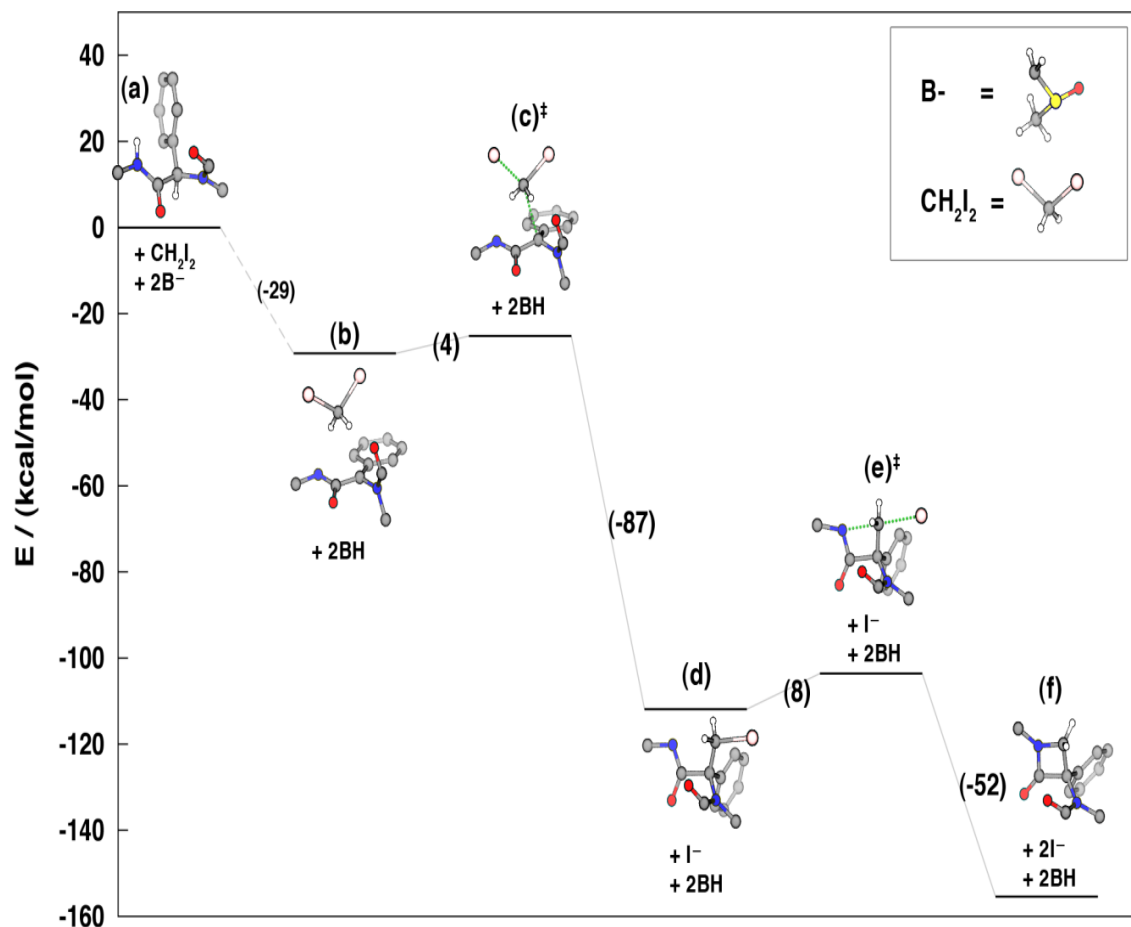 E / (kcal/mol)
40
20
0
-20
-40
-60
-80
-100
-120
-140
-160
(a)
+ CH₂I₂
+ 2B⁻
(-29)
(b)
+ 2BH
(4)
(c)‡
+ 2BH
(-87)
(d)
+ I⁻
+ 2BH
(8)
(e)‡
+ I⁻
+ 2BH
(-52)
(f)
+ 2I⁻
+ 2BH
B- =
CH₂I₂ =